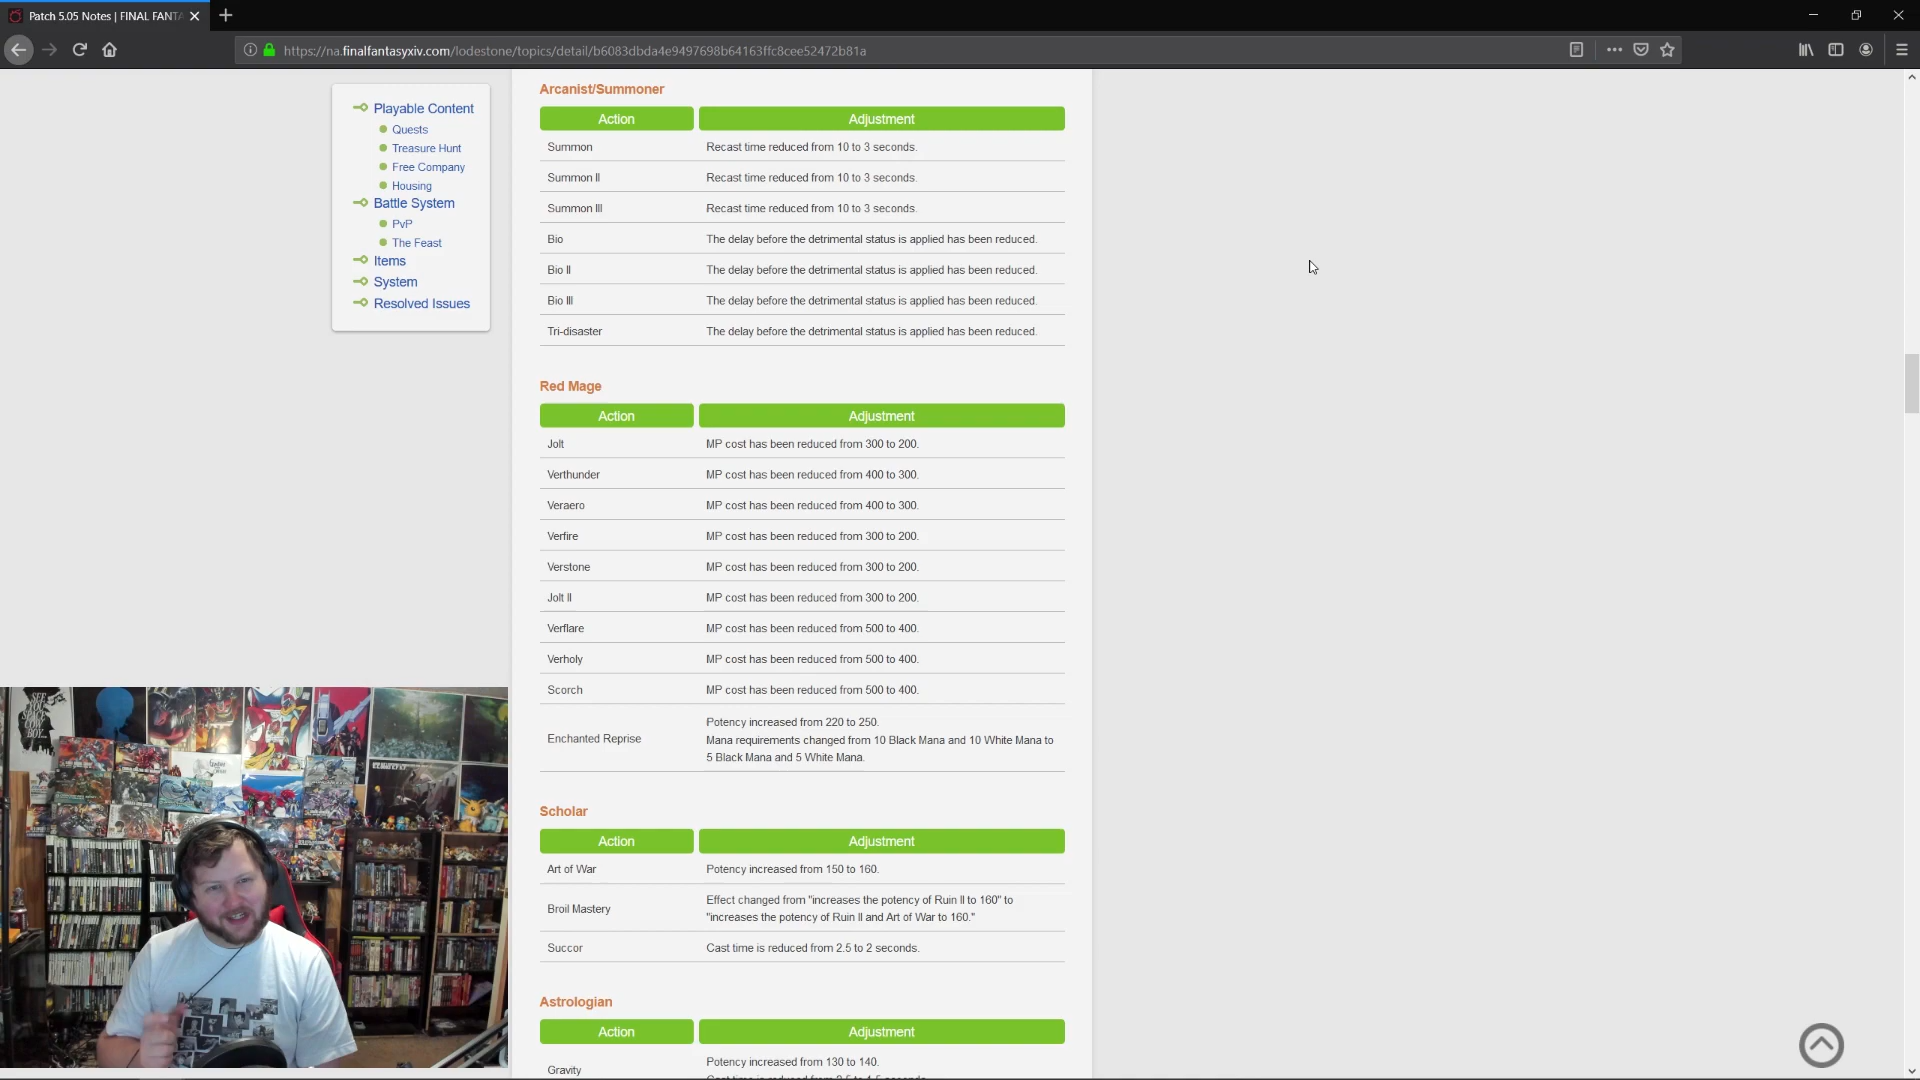 Patch 5.05 Notes | FINAL FANTA
https://na.finalfantasyxiv.com/lodestone/topics/detail/b6083dbda4e9497698b64163ffc8cee52472b81a
Playable Content
Quests
Treasure Hunt
Free Company
Housing
Battle System
PvP
The Feast
Items
System
Resolved Issues
Arcanist/Summoner
Action Adjustment
Summon Recast time reduced from 10 to 3 seconds.
Summon II Recast time reduced from 10 to 3 seconds.
Summon III Recast time reduced from 10 to 3 seconds.
Bio The delay before the detrimental status is applied has been reduced.
Bio II The delay before the detrimental status is applied has been reduced.
Bio III The delay before the detrimental status is applied has been reduced.
Tri-disaster The delay before the detrimental status is applied has been reduced.
Red Mage
Action Adjustment
Jolt MP cost has been reduced from 300 to 200.
Verthunder MP cost has been reduced from 400 to 300.
Veraero MP cost has been reduced from 400 to 300.
Verfire MP cost has been reduced from 300 to 200.
Verstone MP cost has been reduced from 300 to 200.
Jolt II MP cost has been reduced from 300 to 200.
Verflare MP cost has been reduced from 500 to 400.
Verholy MP cost has been reduced from 500 to 400.
Scorch MP cost has been reduced from 500 to 400.
Enchanted Reprise Potency increased from 220 to 250.
Mana requirements changed from 10 Black Mana and 10 White Mana to
5 Black Mana and 5 White Mana.
Scholar
Action Adjustment
Art of War Potency increased from 150 to 160.
Broil Mastery Effect changed from "increases the potency of Ruin II to 160" to
"increases the potency of Ruin II and Art of War to 160."
Succor Cast time is reduced from 2.5 to 2 seconds.
Astrologian
Action Adjustment
Gravity Potency increased from 130 to 140.
SEE
YOU
SPACE
COW
BOY...